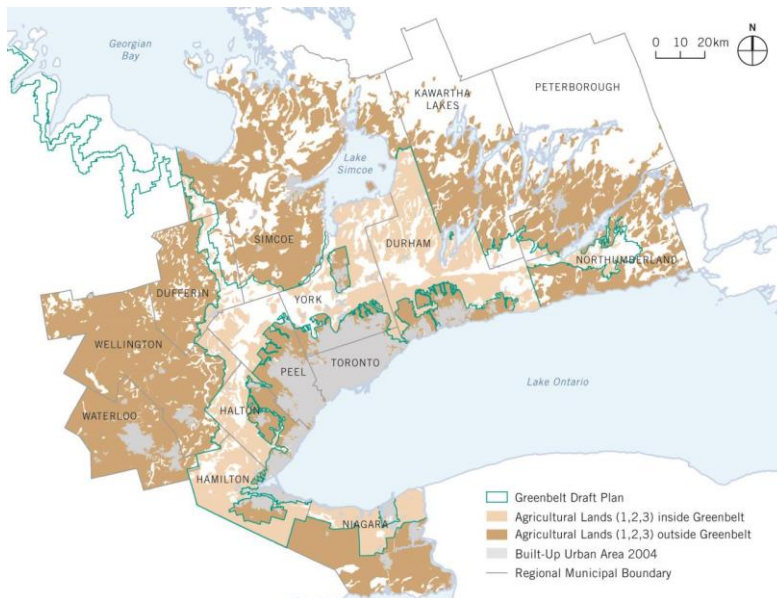 Georgian
Bay
N
0 10 20km
KAWARTHA
LAKES
PETERBOROUGH
Lake
Simcoe
SIMCOE
DURHAM
NORTHUMBERLAND
DUFFERIN
YORK
WELLINGTON
PEEL
TORONTO
Lake Ontario
WATERLOO
HALTON
HAMILTON
NIAGARA
Greenbelt Draft Plan
Agricultural Lands (1,2,3) inside Greenbelt
Agricultural Lands (1,2,3) outside Greenbelt
Built-Up Urban Area 2004
Regional Municipal Boundary